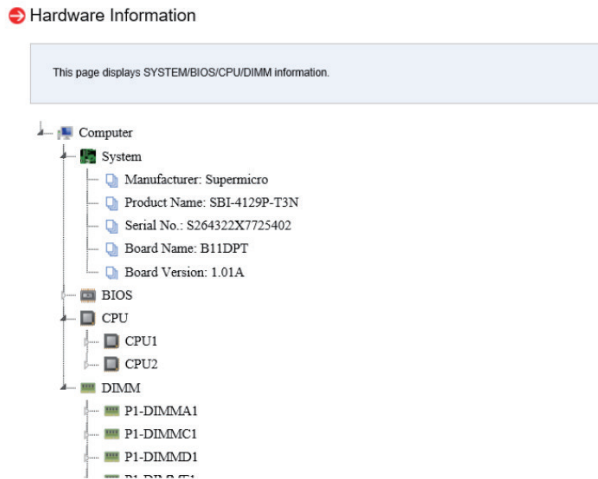 Hardware Information
This page displays SYSTEM/BIOS/CPU/DIMM information.
Computer
System
Manufacturer: Supermicro
Product Name: SBI-4129P-T3N
Serial No.: S264322X7725402
Board Name: B11DPT
Board Version: 1.01A
BIOS
CPU
CPU1
CPU2
DIMM
P1-DIMMA1
P1-DIMMC1
P1-DIMMD1